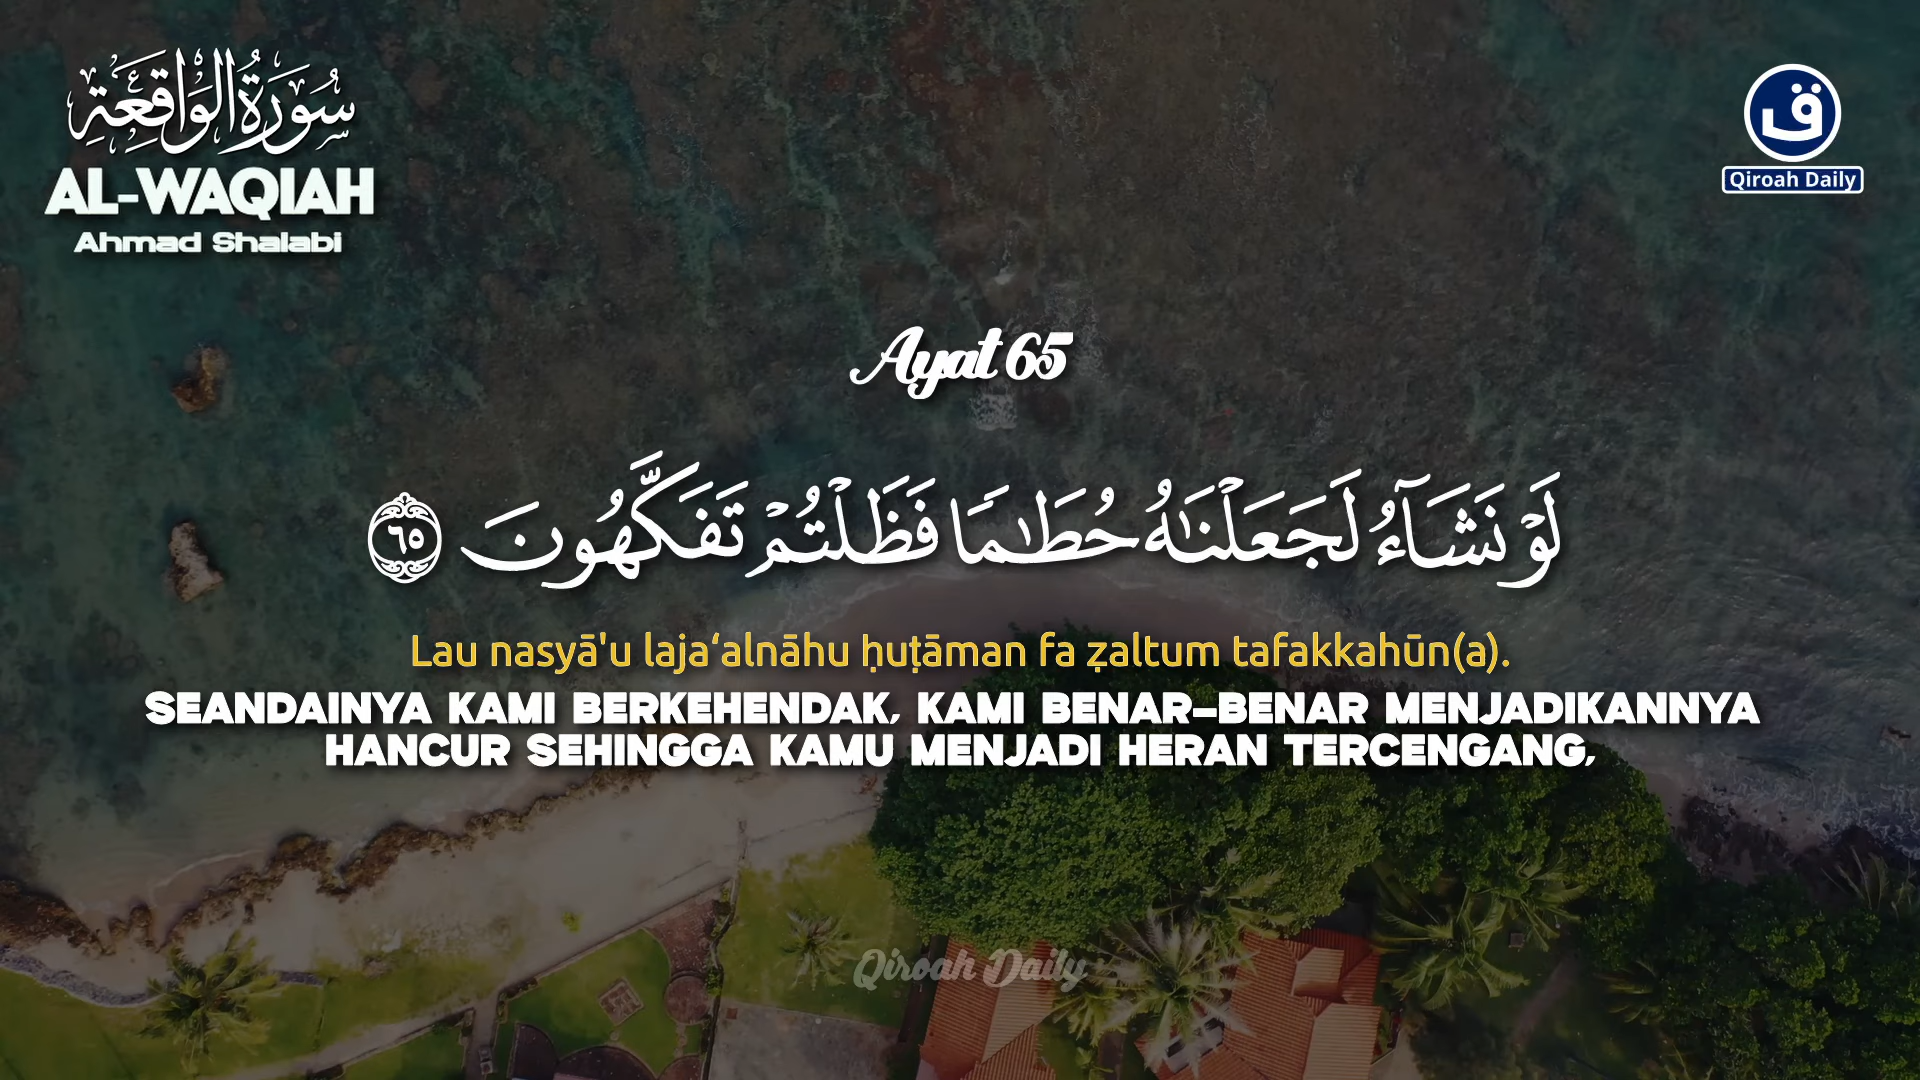 سُورَةُ الْوَاقِعَةِ
AL-WAQIAH
Ahmad Shalabi
ق
Qiroah Daily
Ayat 65
لَوْ نَشَآءُ لَجَعَلْنَٰهُ حُطَٰمًا فَظَلْتُمْ تَفَكَّهُونَ ٦٥
Lau nasyā'u laja‘alnāhu ḥuṭāman fa ẓaltum tafakkahūn(a).
SEANDAINYA KAMI BERKEHENDAK, KAMI BENAR-BENAR MENJADIKANNYA
HANCUR SEHINGGA KAMU MENJADI HERAN TERCENGANG,
Qiroah Daily